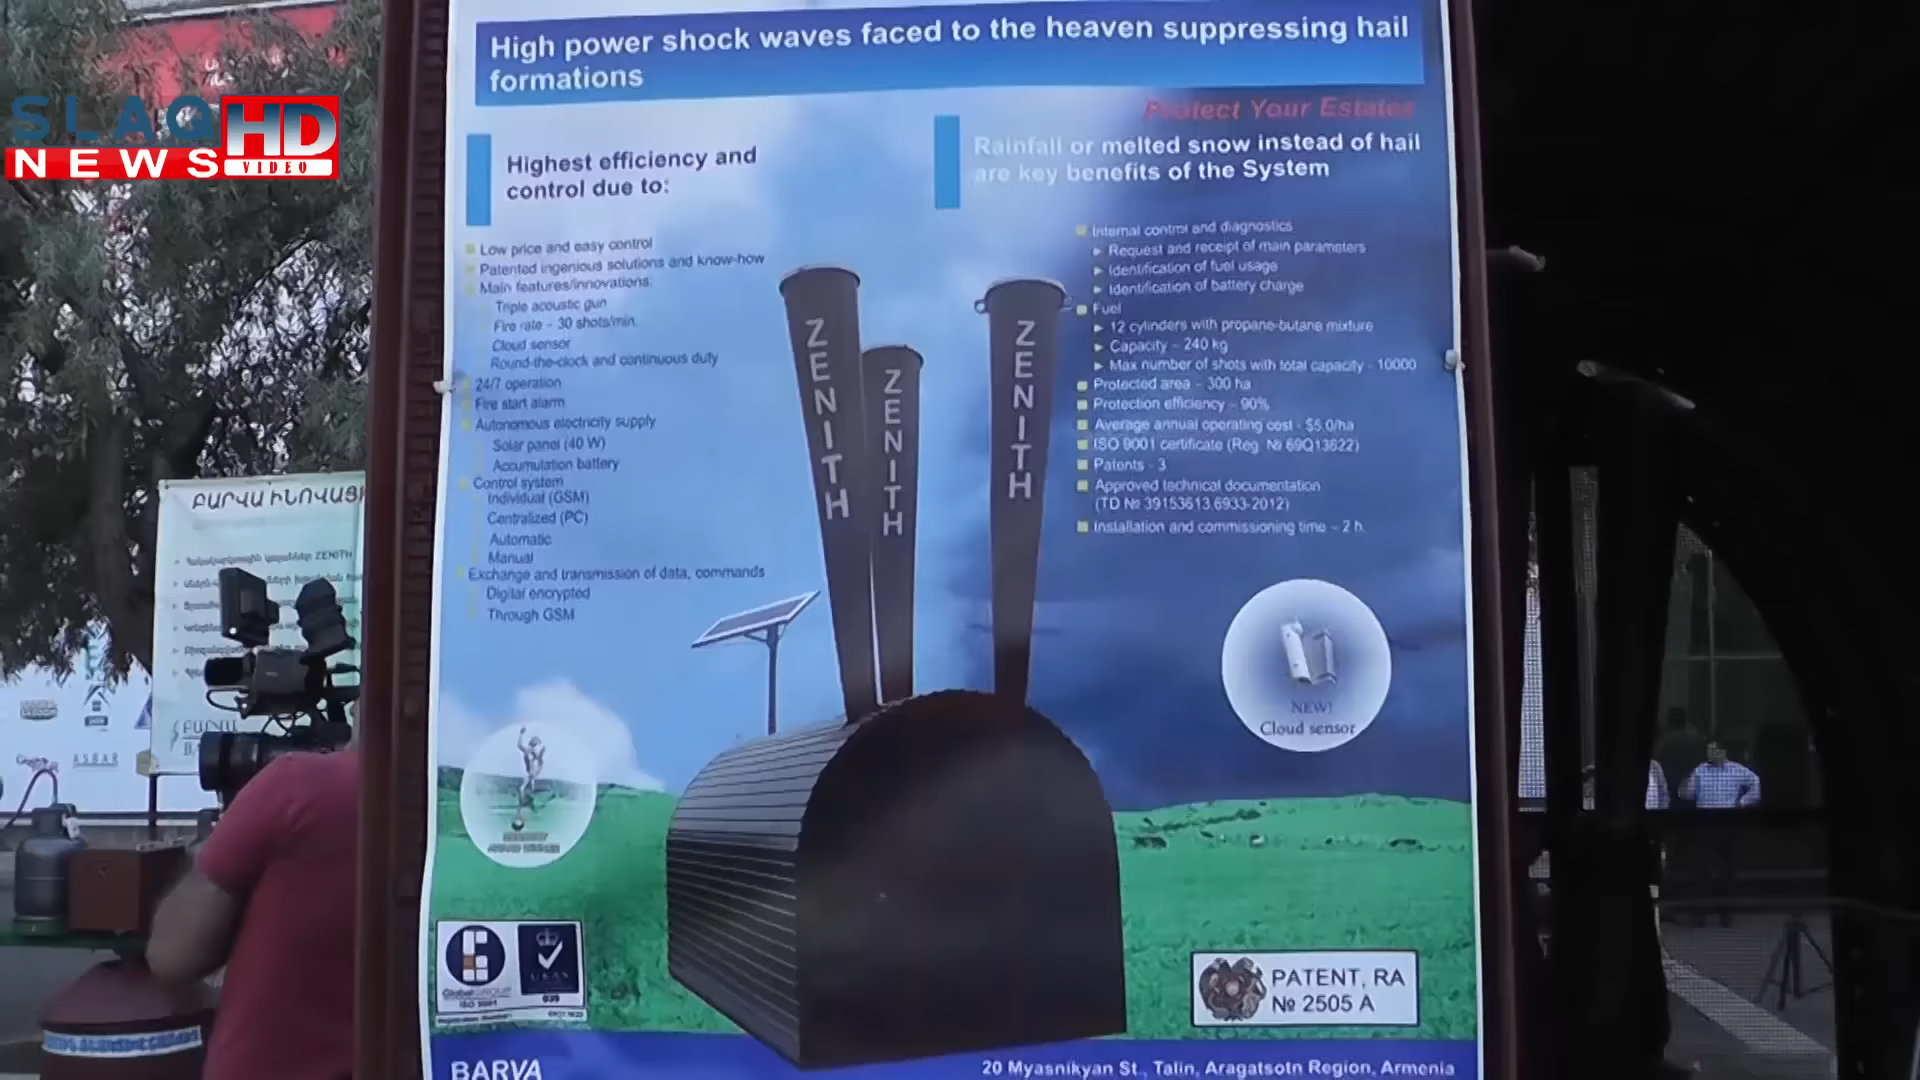 SLAQ
NEWS
HD
VIDEO
High power shock waves faced to the heaven suppressing hail
formations
Protect Your Estates
Highest efficiency and
control due to:
Rainfall or melted snow instead of hail
are key benefits of the System
Low price and easy control
Patented ingenious solutions and know-how
Main features/innovations:
Triple acoustic gun
Fire rate - 30 shots/min.
Cloud sensor
Round-the-clock and continuous duty
24/7 operation
Fire start alarm
Autonomous electricity supply
Solar panel (40 W)
Accumulation battery
Control system
Individual (GSM)
Centralized (PC)
Automatic
Manual
Exchange and transmission of data, commands
Digital encrypted
Through GSM
Internal control and diagnostics
Request and receipt of main parameters
Identification of fuel usage
Identification of battery charge
Fuel
12 cylinders with propane-butane mixture
Capacity - 240 kg
Max number of shots with total capacity - 10000
Protected area - 300 ha
Protection efficiency - 90%
Average annual operating cost - $5.0/ha
ISO 9001 certificate (Reg. № 69Q13622)
Patents - 3
Approved technical documentation
(TD № 39153613.6933-2012)
Installation and commissioning time - 2 h.
ZENITH
ZENITH
ZENITH
NEW!
Cloud sensor
GlobalGROUP
ISO 9001
UKAS
039
PATENT, RA
№ 2505 A
BARVA
20 Myasnikyan St., Talin, Aragatsotn Region, Armenia
ԲԱՐՎԱ ԻՆՈՎԱՑԻ
ZENITH
ASBAR